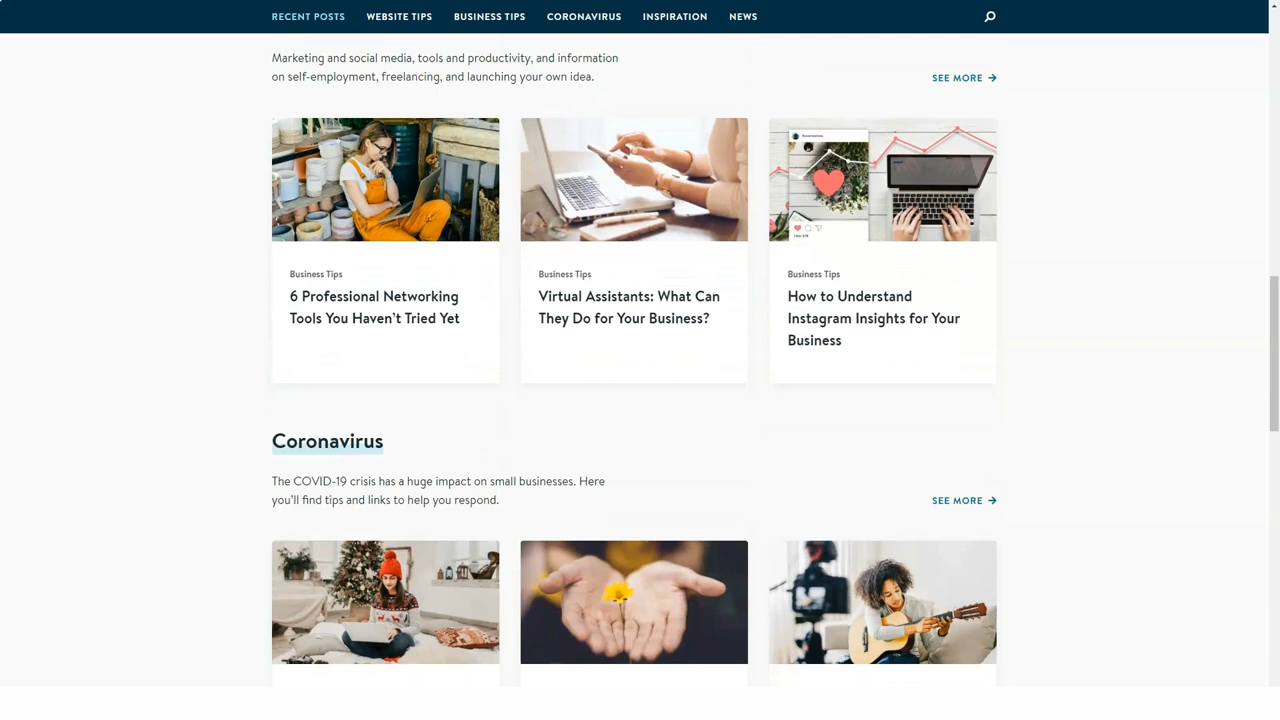 RECENT POSTS WEBSITE TIPS BUSINESS TIPS CORONAVIRUS INSPIRATION NEWS
Marketing and social media, tools and productivity, and information
on self-employment, freelancing, and launching your own idea.
SEE MORE →
Business Tips
6 Professional Networking
Tools You Haven’t Tried Yet
Business Tips
Virtual Assistants: What Can
They Do for Your Business?
Business Tips
How to Understand
Instagram Insights for Your
Business
Coronavirus
The COVID-19 crisis has a huge impact on small businesses. Here
you’ll find tips and links to help you respond.
SEE MORE →